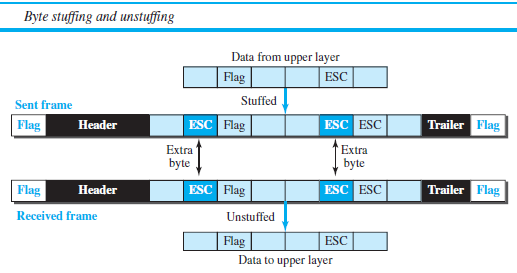 Byte stuffing and unstuffing
Data from upper layer
Flag ESC
Stuffed
Sent frame
Flag Header ESC Flag ESC ESC Trailer Flag
Extra Extra
byte byte
Flag Header ESC Flag ESC ESC Trailer Flag
Received frame
Unstuffed
Flag ESC
Data to upper layer